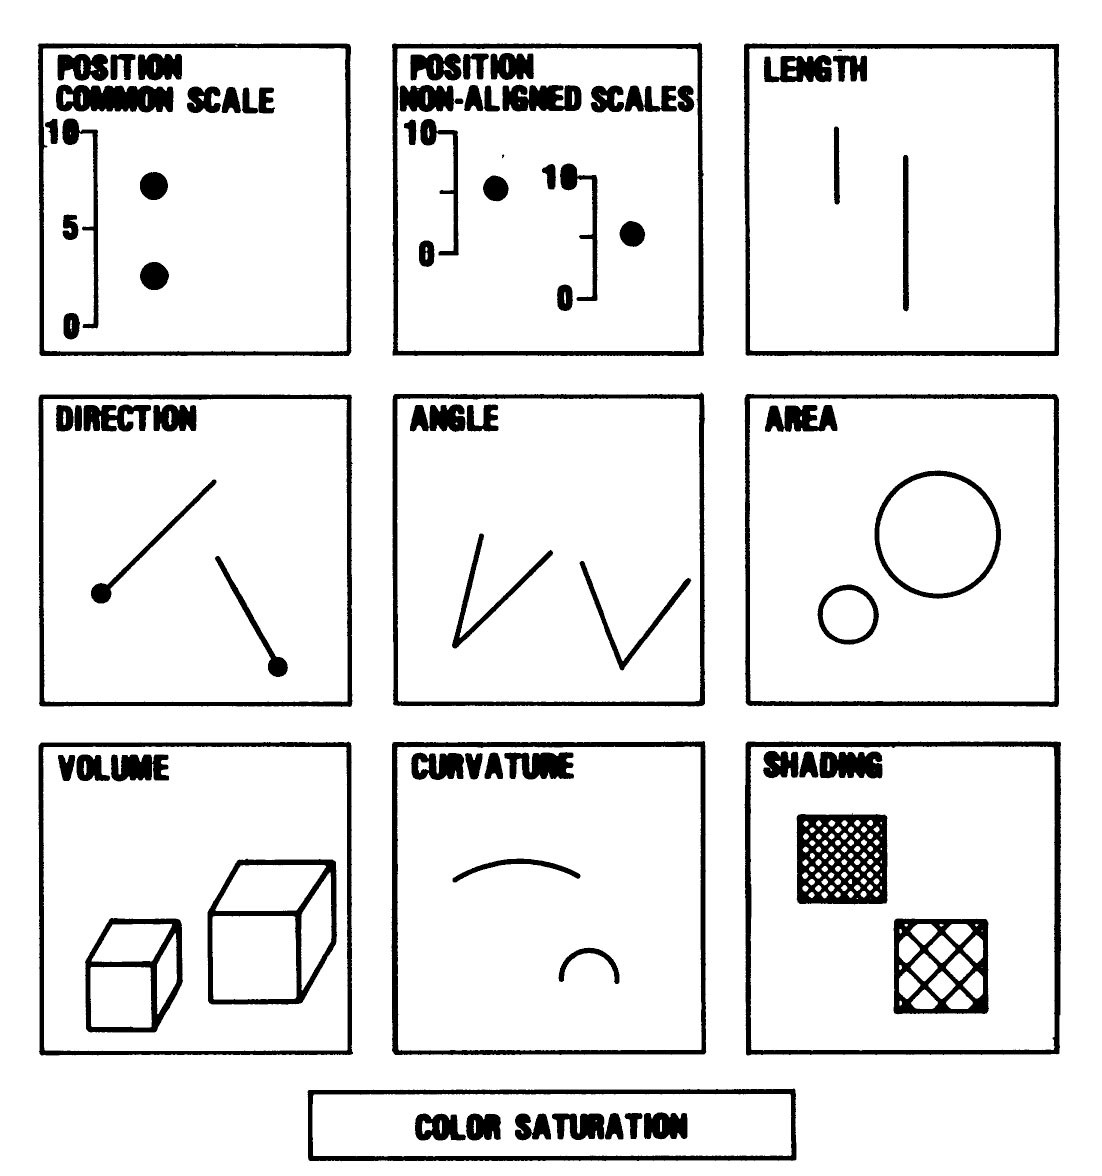 POSITION
COMMON SCALE
10
5
0
POSITION
NON-ALIGNED SCALES
10
0
10
0
LENGTH
DIRECTION
ANGLE
AREA
VOLUME
CURVATURE
SHADING
COLOR SATURATION